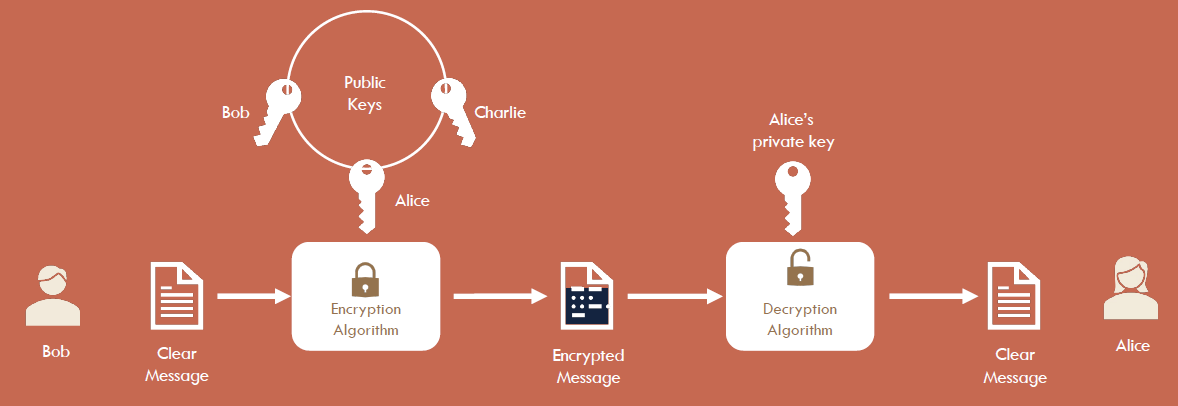 Public
Keys
Bob
Charlie
Alice
Alice's
private key
Encryption
Algorithm
Decryption
Algorithm
Bob
Clear
Message
Encrypted
Message
Clear
Message
Alice